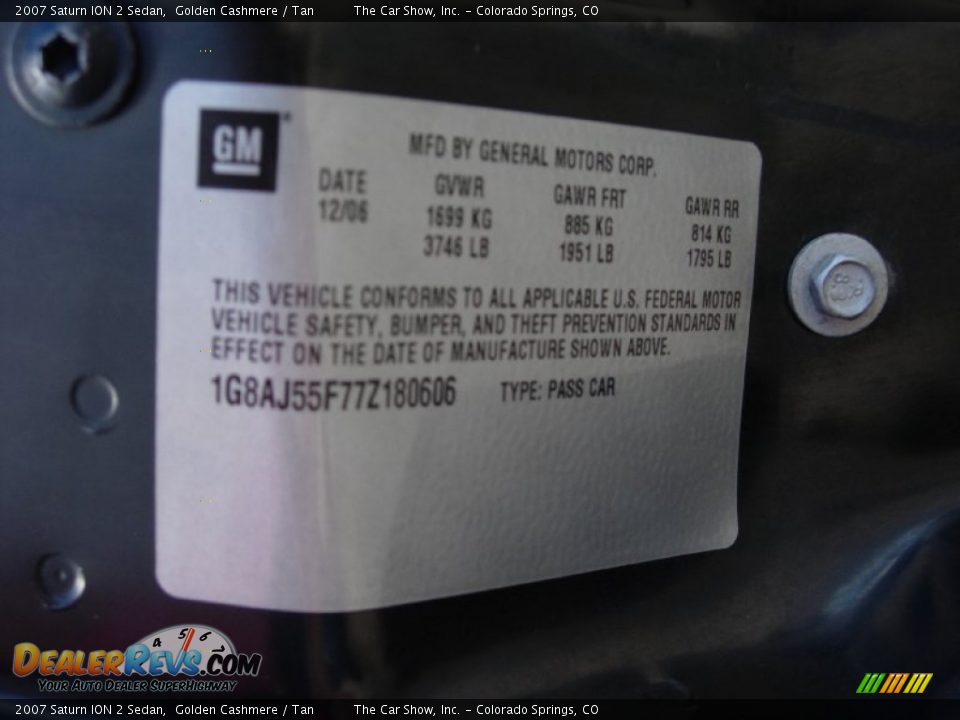 2007 Saturn ION 2 Sedan, Golden Cashmere / Tan The Car Show, Inc. - Colorado Springs, CO
GM
MFD BY GENERAL MOTORS CORP.
DATE GVWR GAWR FRT GAWR RR
12/06 1699 KG 885 KG 814 KG
3746 LB 1951 LB 1795 LB
THIS VEHICLE CONFORMS TO ALL APPLICABLE U.S. FEDERAL MOTOR
VEHICLE SAFETY, BUMPER, AND THEFT PREVENTION STANDARDS IN
EFFECT ON THE DATE OF MANUFACTURE SHOWN ABOVE.
1G8AJ55F77Z180606 TYPE: PASS CAR
4 5 6
DEALERREVS.COM
YOUR AUTO DEALER SUPERHIGHWAY
2007 Saturn ION 2 Sedan, Golden Cashmere / Tan The Car Show, Inc. - Colorado Springs, CO